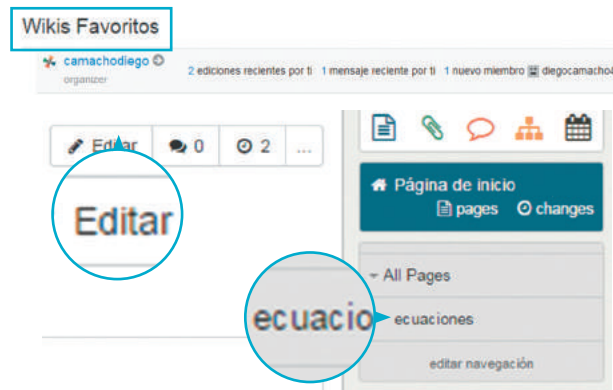 Wikis Favoritos
camachodiego
organizer
2 ediciones recientes por ti 1 mensaje reciente por ti 1 nuevo miembro diegocamacho4
Editar 0 2 ...
Editar
Página de inicio
pages changes
All Pages
ecuacio
ecuaciones
editar navegación